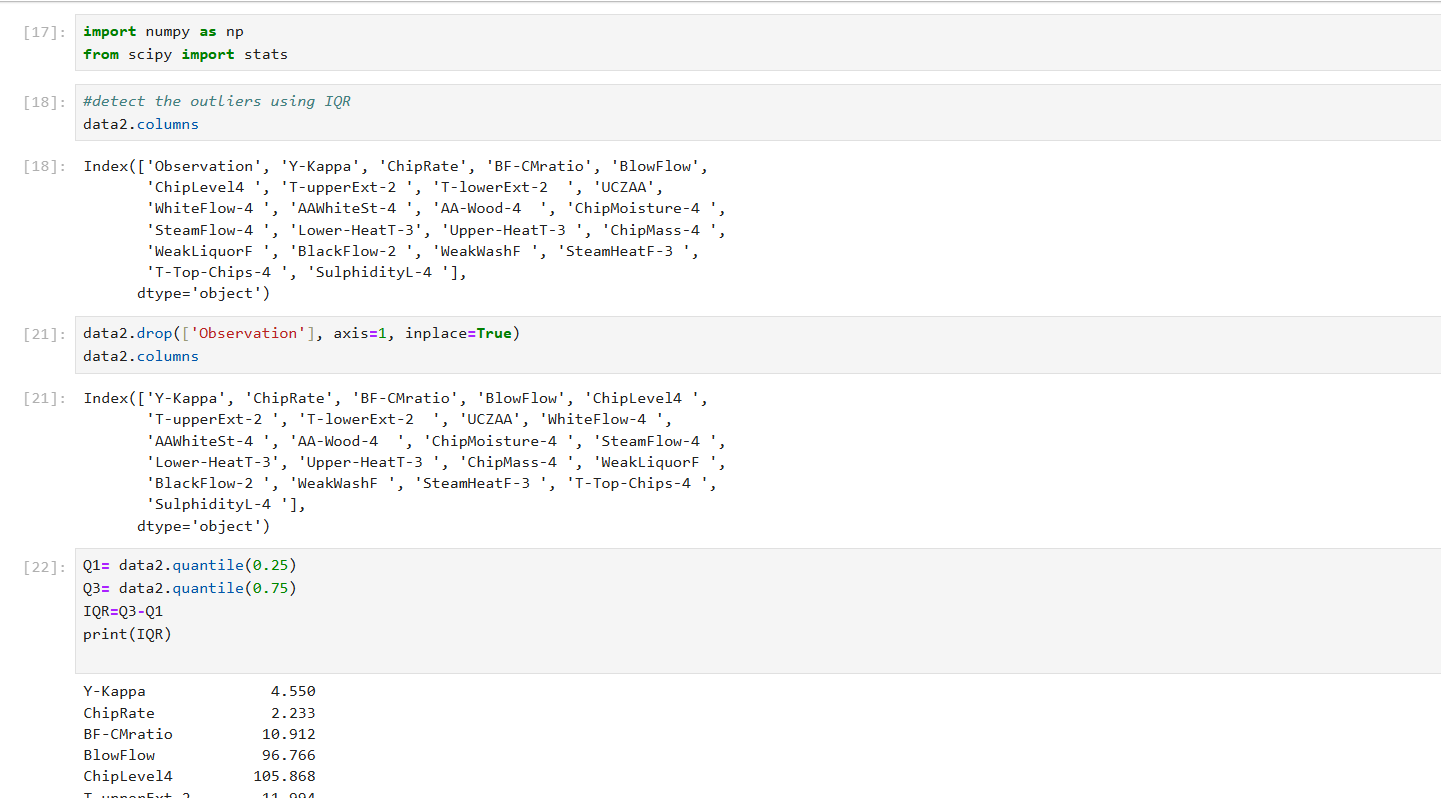 [17]: import numpy as np
from scipy import stats
[18]: #detect the outliers using IQR
data2.columns
[18]: Index(['Observation', 'Y-Kappa', 'ChipRate', 'BF-CMratio', 'BlowFlow',
'ChipLevel4 ', 'T-upperExt-2 ', 'T-lowerExt-2  ', 'UCZAA',
'WhiteFlow-4 ', 'AAWhiteSt-4 ', 'AA-Wood-4  ', 'ChipMoisture-4 ',
'SteamFlow-4 ', 'Lower-HeatT-3', 'Upper-HeatT-3 ', 'ChipMass-4 ',
'WeakLiquorF ', 'BlackFlow-2 ', 'WeakWashF ', 'SteamHeatF-3 ',
'T-Top-Chips-4 ', 'SulphidityL-4 '],
dtype='object')
[21]: data2.drop(['Observation'], axis=1, inplace=True)
data2.columns
[21]: Index(['Y-Kappa', 'ChipRate', 'BF-CMratio', 'BlowFlow', 'ChipLevel4 ',
'T-upperExt-2 ', 'T-lowerExt-2  ', 'UCZAA', 'WhiteFlow-4 ',
'AAWhiteSt-4 ', 'AA-Wood-4  ', 'ChipMoisture-4 ', 'SteamFlow-4 ',
'Lower-HeatT-3', 'Upper-HeatT-3 ', 'ChipMass-4 ', 'WeakLiquorF ',
'BlackFlow-2 ', 'WeakWashF ', 'SteamHeatF-3 ', 'T-Top-Chips-4 ',
'SulphidityL-4 '],
dtype='object')
[22]: Q1= data2.quantile(0.25)
Q3= data2.quantile(0.75)
IQR=Q3-Q1
print(IQR)
Y-Kappa 4.550
ChipRate 2.233
BF-CMratio 10.912
BlowFlow 96.766
ChipLevel4 105.868
T-upperExt-2 11.994